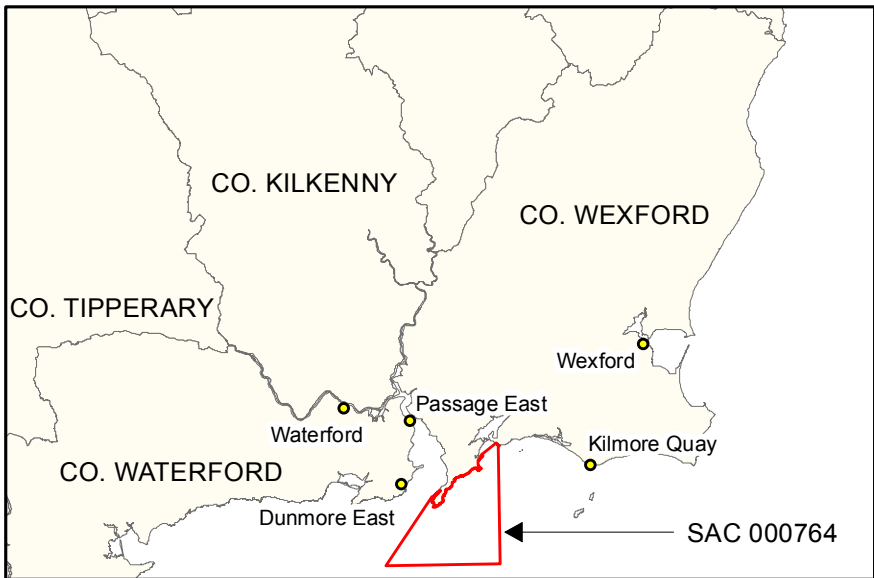 CO. KILKENNY
CO. WEXFORD
CO. TIPPERARY
Wexford
Passage East
Waterford
Kilmore Quay
CO. WATERFORD
Dunmore East
SAC 000764